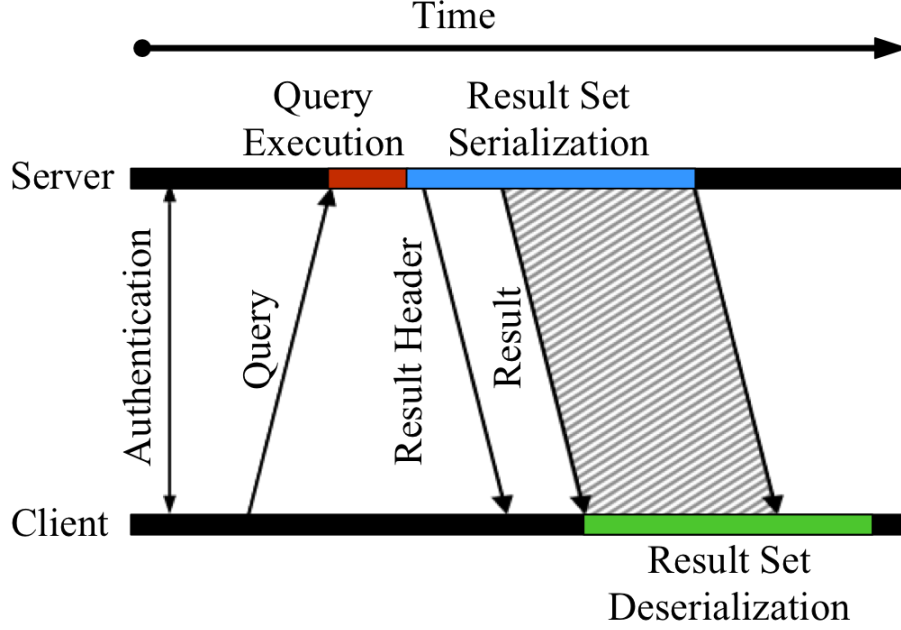 Time
Query
Execution
Result Set
Serialization
Server
Authentication
Query
Result Header
Result
Client
Result Set
Deserialization